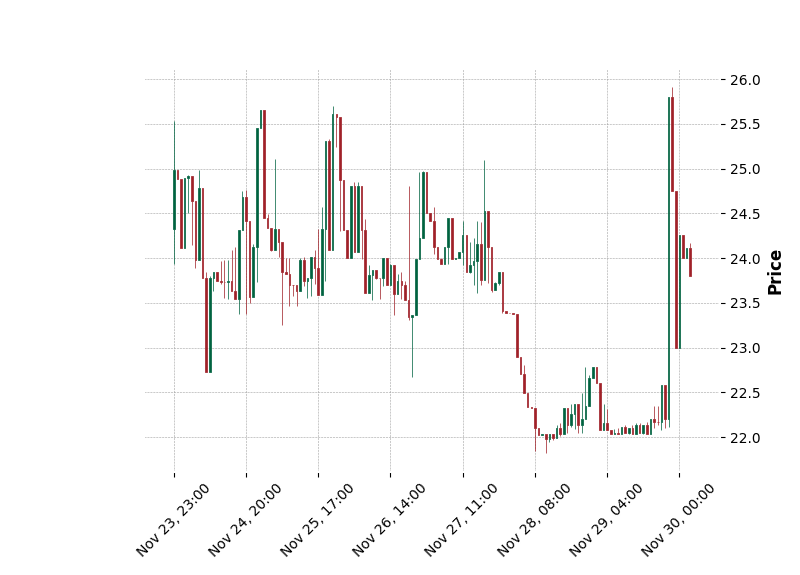 26.0
25.5
25.0
24.5
24.0
23.5
23.0
22.5
22.0
Price
Nov 23, 23:00
Nov 24, 20:00
Nov 25, 17:00
Nov 26, 14:00
Nov 27, 11:00
Nov 28, 08:00
Nov 29, 04:00
Nov 30, 00:00